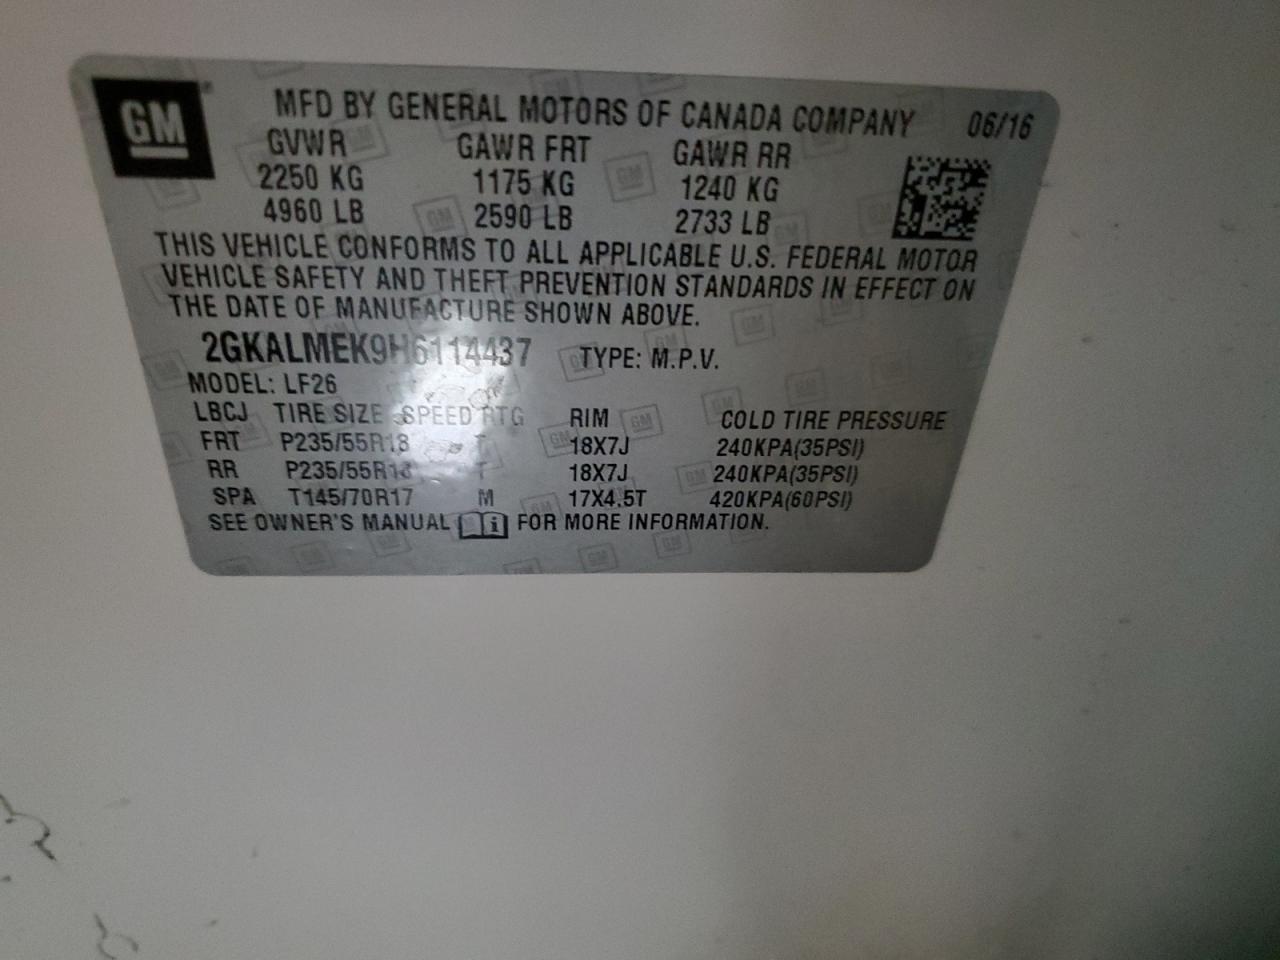 GM
MFD BY GENERAL MOTORS OF CANADA COMPANY 06/16
GVWR GAWR FRT GAWR RR
2250 KG 1175 KG 1240 KG
4960 LB 2590 LB 2733 LB
THIS VEHICLE CONFORMS TO ALL APPLICABLE U.S. FEDERAL MOTOR
VEHICLE SAFETY AND THEFT PREVENTION STANDARDS IN EFFECT ON
THE DATE OF MANUFACTURE SHOWN ABOVE.
2GKALMEK9H6114437 TYPE: M.P.V.
MODEL: LF26
LBCJ TIRE SIZE SPEED RTG RIM COLD TIRE PRESSURE
FRT P235/55R18 T 18X7J 240KPA(35PSI)
RR P235/55R18 T 18X7J 240KPA(35PSI)
SPA T145/70R17 M 17X4.5T 420KPA(60PSI)
SEE OWNER'S MANUAL FOR MORE INFORMATION.